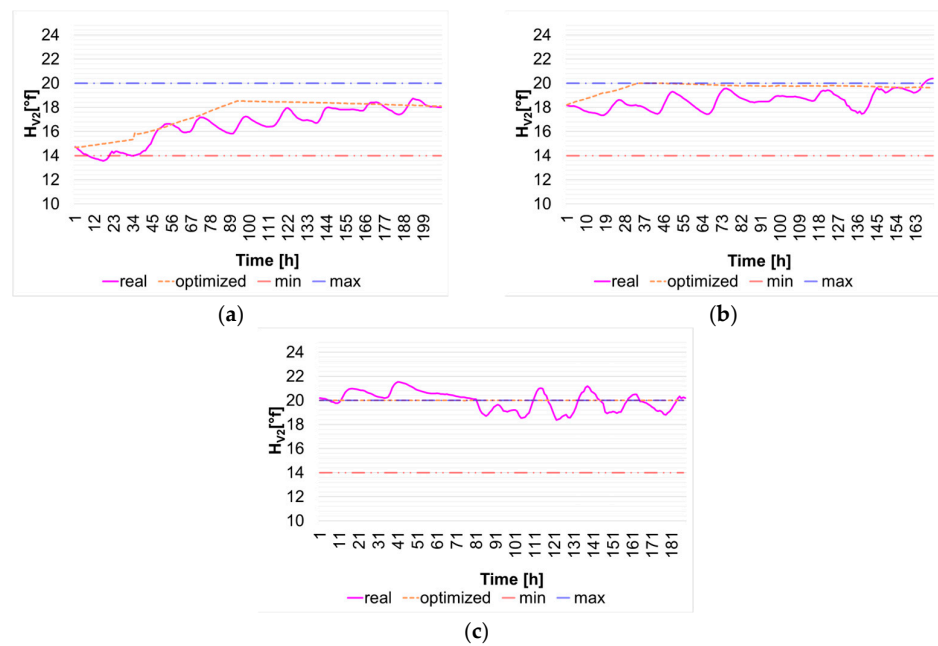 24
22
20
18
16
14
12
10
H_V2[°f]
1 12 23 34 45 56 67 78 89 100 111 122 133 144 155 166 177 188 199
Time [h]
real optimized min max
(a)
24
22
20
18
16
14
12
10
H_V2[°f]
1 10 19 28 37 46 55 64 73 82 91 100 109 118 127 136 145 154 163
Time [h]
real optimized min max
(b)
24
22
20
18
16
14
12
10
H_V2[°f]
1 11 21 31 41 51 61 71 81 91 101 111 121 131 141 151 161 171 181
Time [h]
real optimized min max
(c)